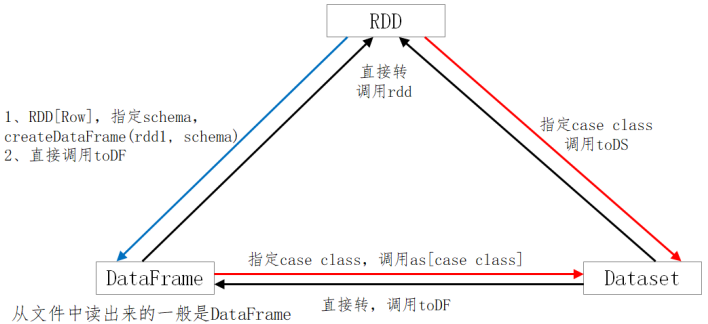 RDD
直接转
调用rdd
1、RDD[Row]，指定schema，
createDataFrame(rdd1, schema)
2、直接调用toDF
指定case class
调用toDS
指定case class，调用as[case class]
DataFrame
Dataset
直接转，调用toDF
从文件中读出来的一般是DataFrame